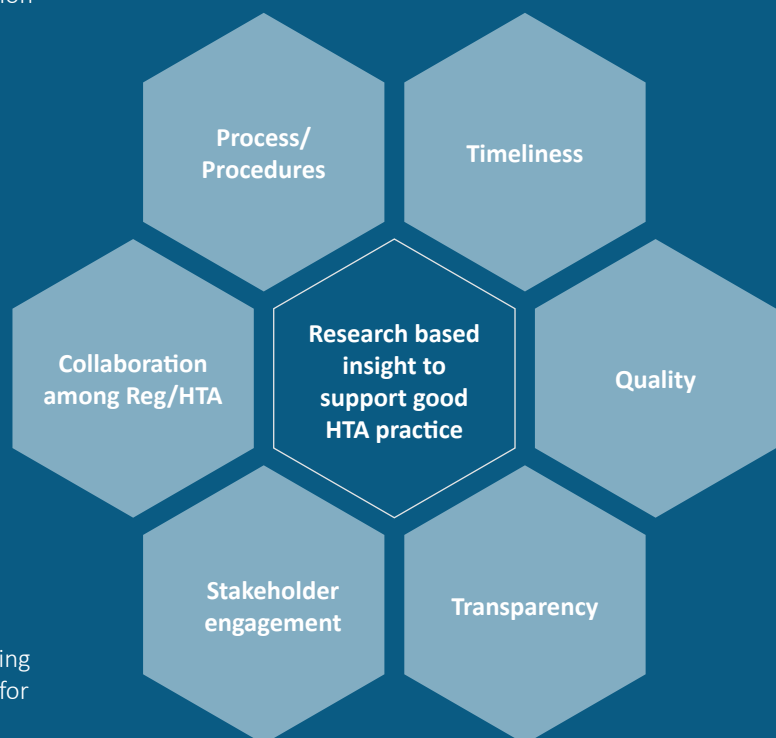 Process/
Procedures
Timeliness
Collaboration
among Reg/HTA
Research based
insight to
support good
HTA practice
Quality
Stakeholder
engagement
Transparency
for